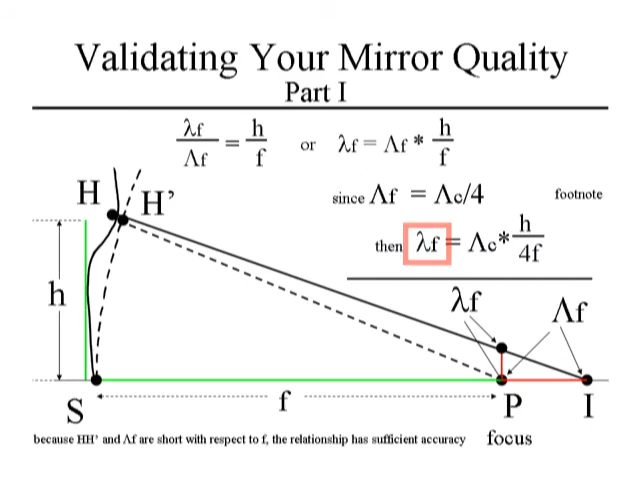 Validating Your Mirror Quality
Part I
λf/Λf = h/f or λf = Λf * h/f
since Λf = Λc/4 footnote
then λf = Λc* h/4f
H H’
h
λf Λf
S f P I
because HH’ and Λf are short with respect to f, the relationship has sufficient accuracy focus